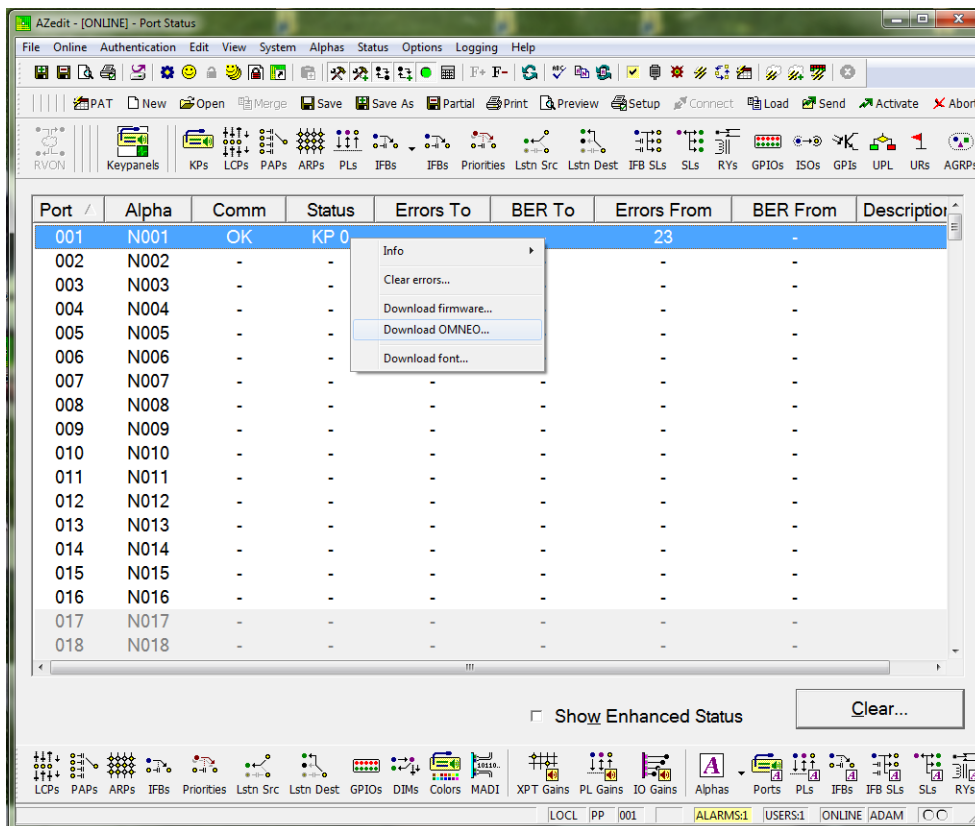 AZedit - [ONLINE] - Port Status
File Online Authentication Edit View System Alphas Status Options Logging Help
F+ F-
PAT New Open Merge Save Save As Partial Print Preview Setup Connect Load Send Activate Abort
RVON Keypanels KPs LCPs PAPs ARPs PLs IFBs IFBs Priorities Lstn Src Lstn Dest IFB SLs SLs RYs GPIOs ISOs GPIs UPL URs AGRPs
Port Alpha Comm Status Errors To BER To Errors From BER From Description
001 N001 OK KP 0 23 -
Info
Clear errors...
Download firmware...
Download OMNEO...
Download font...
002 N002 - - - -
003 N003 - - - -
004 N004 - - - -
005 N005 - - - -
006 N006 - - - -
007 N007 - - - - - -
008 N008 - - - - - -
009 N009 - - - - - -
010 N010 - - - - - -
011 N011 - - - - - -
012 N012 - - - - - -
013 N013 - - - - - -
014 N014 - - - - - -
015 N015 - - - - - -
016 N016 - - - - - -
017 N017 - - - - - -
018 N018 - - - - - -
Show Enhanced Status
Clear...
LCPs PAPs ARPs IFBs Priorities Lstn Src Lstn Dest GPIOs DIMs Colors MADI XPT Gains PL Gains IO Gains Alphas Ports PLs IFBs IFB SLs SLs RYs
LOCL PP 001 ALARMS:1 USERS:1 ONLINE ADAM